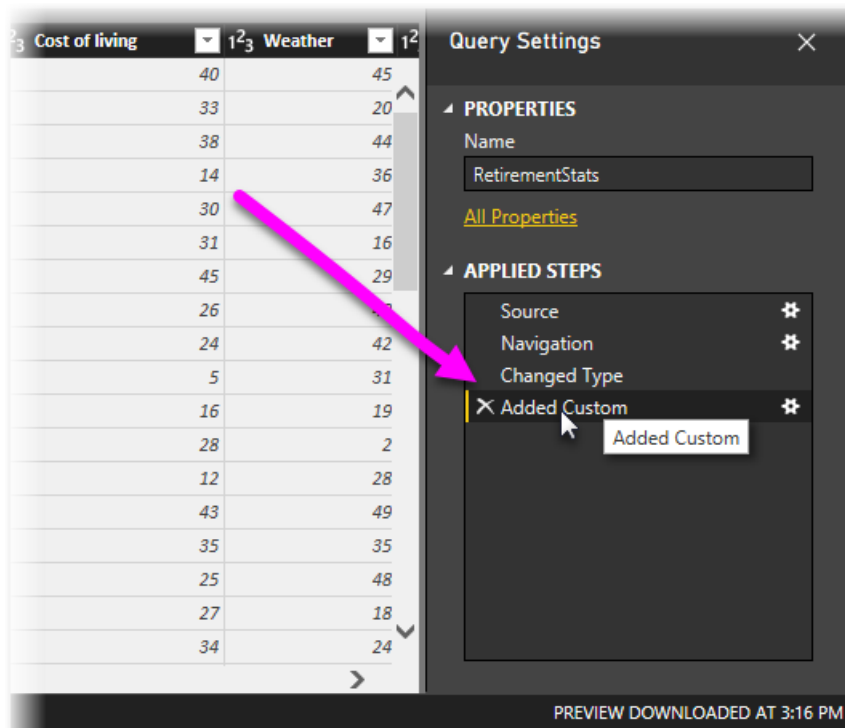 Cost of living 1²3 Weather 1²
40 45
33 20
38 44
14 36
30 47
31 16
45 29
26
24 42
5 31
16 19
28 2
12 28
43 49
35 35
25 48
27 18
34 24
Query Settings
PROPERTIES
Name
RetirementStats
All Properties
APPLIED STEPS
Source
Navigation
Changed Type
Added Custom
Added Custom
PREVIEW DOWNLOADED AT 3:16 PM